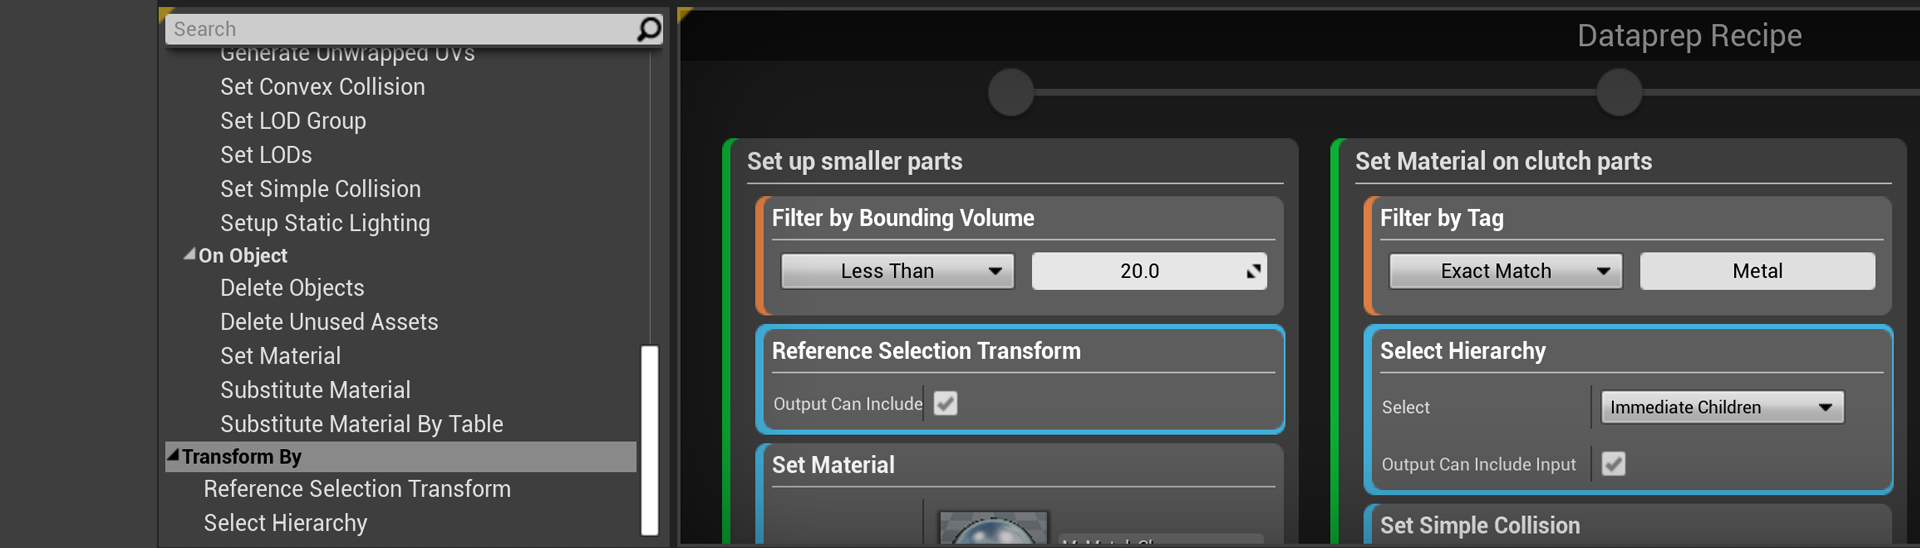 Search
Generate Unwrapped UVs
Set Convex Collision
Set LOD Group
Set LODs
Set Simple Collision
Setup Static Lighting
On Object
Delete Objects
Delete Unused Assets
Set Material
Substitute Material
Substitute Material By Table
Transform By
Reference Selection Transform
Select Hierarchy
Dataprep Recipe
Set up smaller parts
Filter by Bounding Volume
Less Than
20.0
Reference Selection Transform
Output Can Include
Set Material
Set Material on clutch parts
Filter by Tag
Exact Match
Metal
Select Hierarchy
Select
Immediate Children
Output Can Include Input
Set Simple Collision